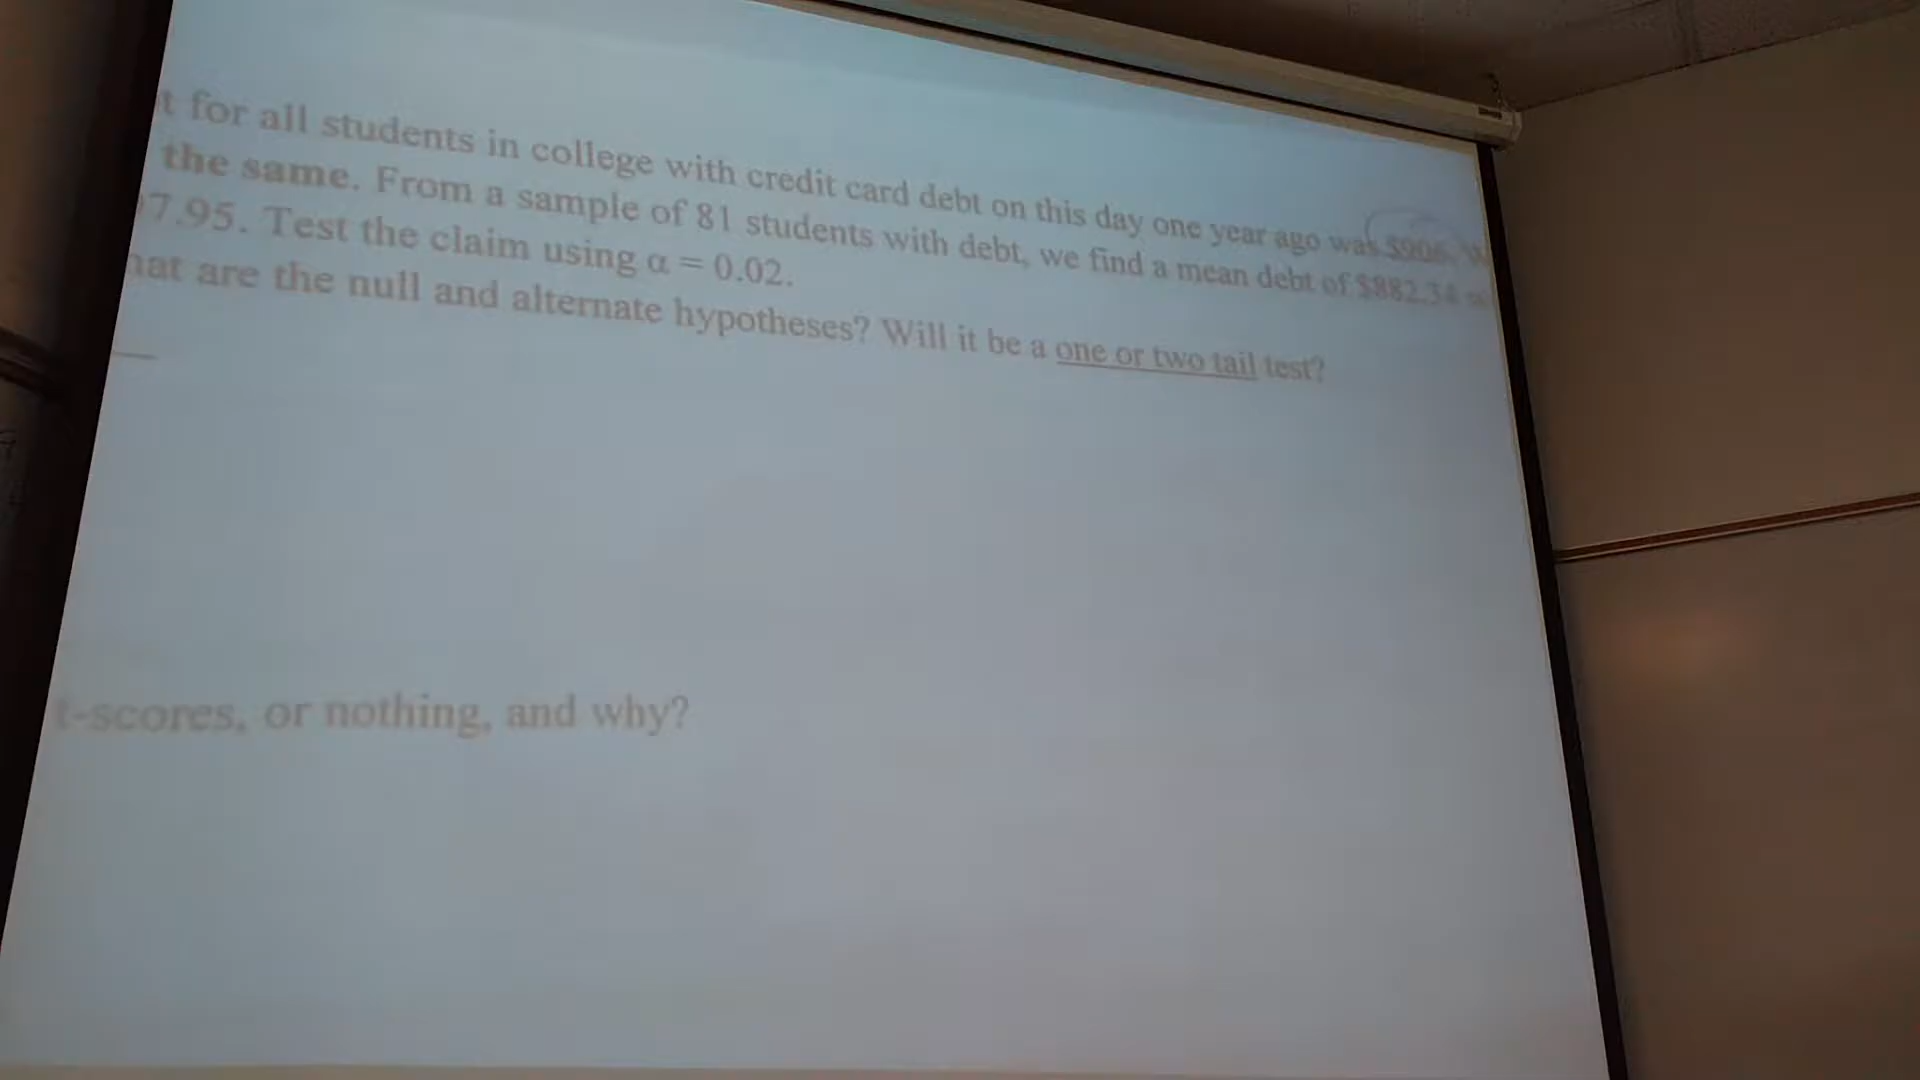 t for all students in college with credit card debt on this day one year ago was $906. W
the same. From a sample of 81 students with debt, we find a mean debt of $882.34
7.95. Test the claim using α = 0.02.
hat are the null and alternate hypotheses? Will it be a one or two tail test?
t-scores, or nothing, and why?